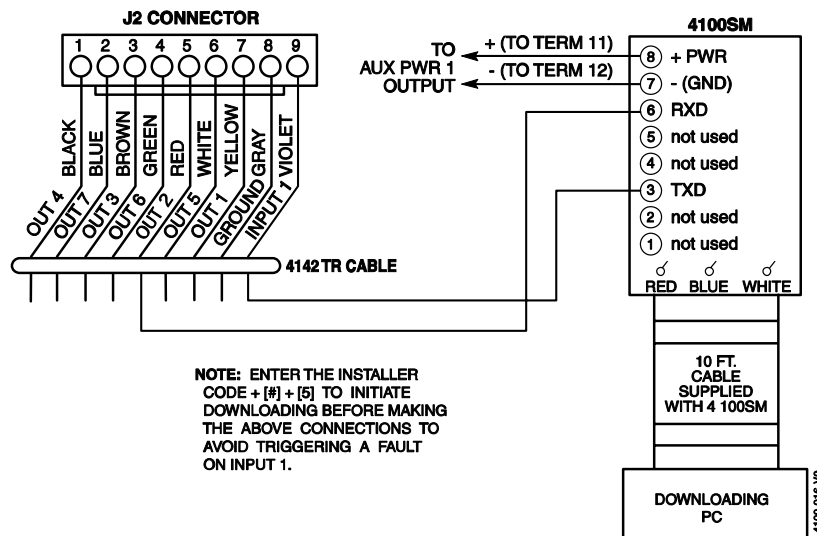 J2 CONNECTOR
1 2 3 4 5 6 7 8 9
BLACK
BLUE
BROWN
GREEN
RED
WHITE
YELLOW
GRAY
VIOLET
OUT 4
OUT 7
OUT 3
OUT 6
OUT 2
OUT 5
OUT 1
GROUND
INPUT 1
4142TR CABLE
TO
AUX PWR 1
OUTPUT
+ (TO TERM 11)
- (TO TERM 12)
4100SM
8 + PWR
7 - (GND)
6 RXD
5 not used
4 not used
3 TXD
2 not used
1 not used
RED BLUE WHITE
10 FT.
CABLE
SUPPLIED
WITH 4 100SM
NOTE: ENTER THE INSTALLER
CODE + [#] + [5] TO INITIATE
DOWNLOADING BEFORE MAKING
THE ABOVE CONNECTIONS TO
AVOID TRIGGERING A FAULT
ON INPUT 1.
DOWNLOADING
PC
4100-016-V0